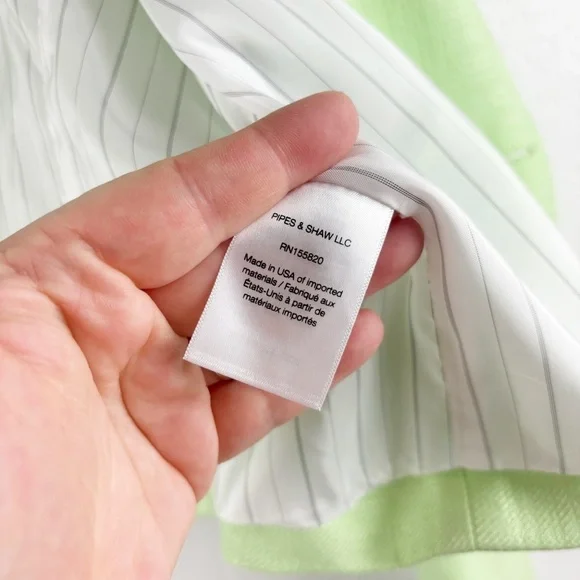 PIPES & SHAW LLC
RN155820
Made in USA of imported
materials / Fabriqué aux
États-Unis à partir de
matériaux importés